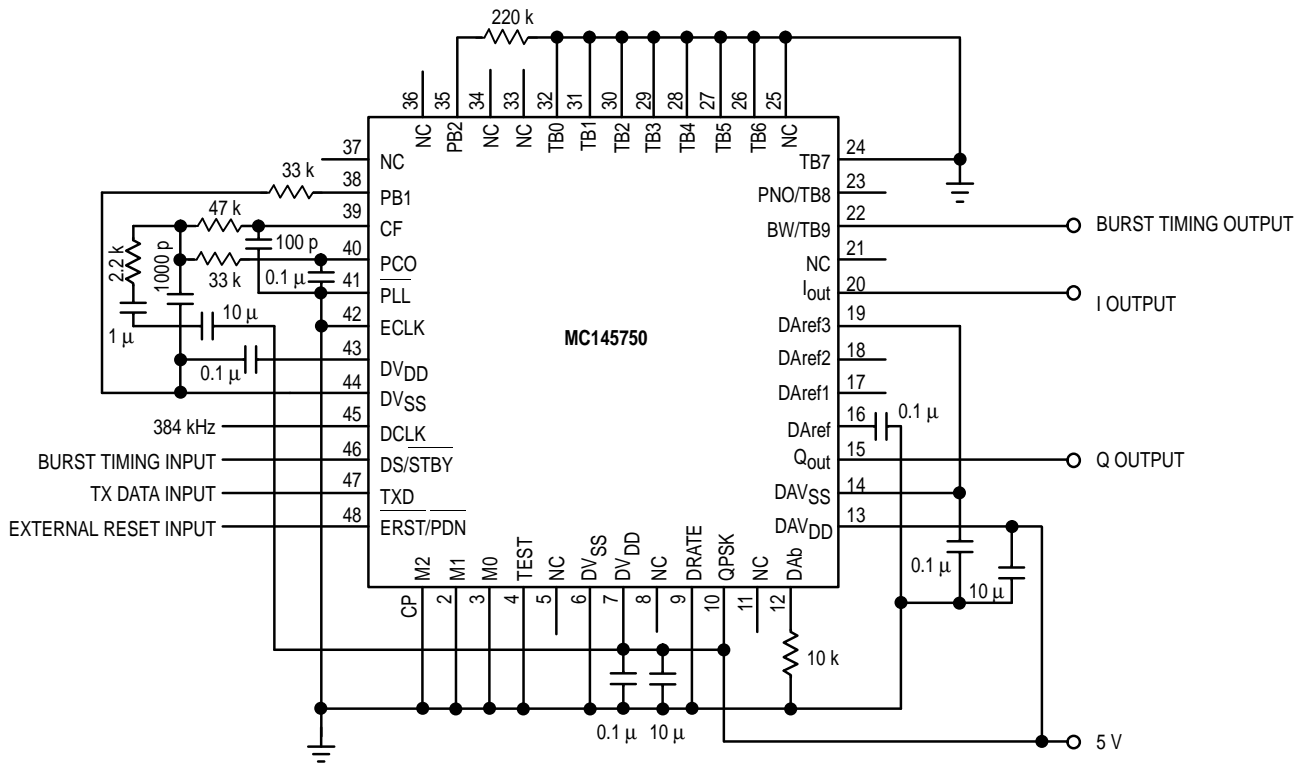 220 k
36
35
34
33
32
31
30
29
28
27
26
25
NC
PB2
NC
NC
TB0
TB1
TB2
TB3
TB4
TB5
TB6
NC
37 NC
33 k
38 PB1
47 k
39 CF
100 p
2.2 k
1000 p
33 k
40 PCO
0.1 μ
41 PLL
10 μ
42 ECLK
1 μ
43 DVDD
0.1 μ
44 DVSS
384 kHz 45 DCLK
BURST TIMING INPUT 46 DS/STBY
TX DATA INPUT 47 TXD
EXTERNAL RESET INPUT 48 ERST/PDN
MC145750
TB7 24
PNO/TB8 23
BW/TB9 22 BURST TIMING OUTPUT
NC 21
Iout 20 I OUTPUT
DAref3 19
DAref2 18
DAref1 17
DAref 16 0.1 μ
Qout 15 Q OUTPUT
DAVSS 14
DAVDD 13
0.1 μ
10 μ
M2
M1
M0
TEST
NC
DVSS
DVDD
NC
DRATE
QPSK
NC
DAb
CP
2
3
4
5
6
7
8
9
10
11
12
10 k
0.1 μ 10 μ
5 V